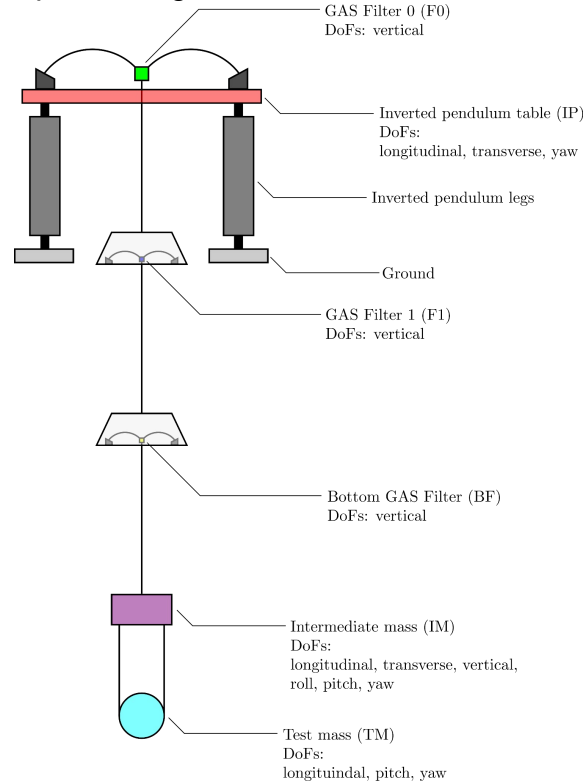 GAS Filter 0 (F0)
DoFs: vertical
Inverted pendulum table (IP)
DoFs:
longitudinal, transverse, yaw
Inverted pendulum legs
Ground
GAS Filter 1 (F1)
DoFs: vertical
Bottom GAS Filter (BF)
DoFs: vertical
Intermediate mass (IM)
DoFs:
longitudinal, transverse, vertical,
roll, pitch, yaw
Test mass (TM)
DoFs:
longituindal, pitch, yaw